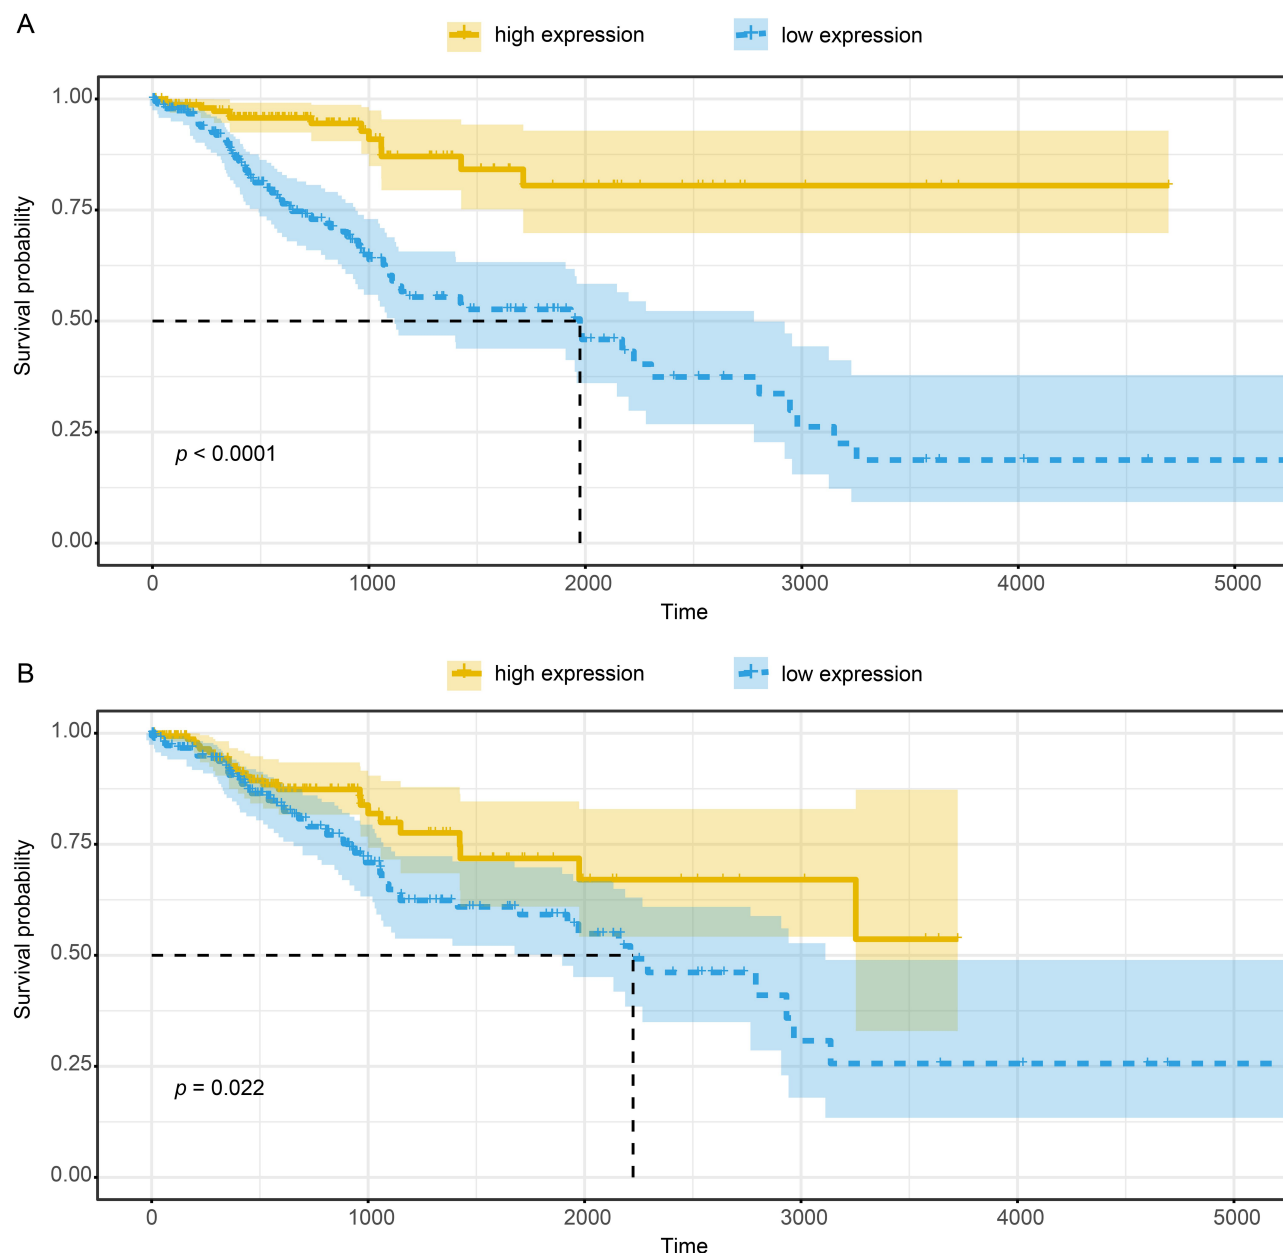 A
high expression
low expression
Survival probability
1.00
0.75
0.50
0.25
0.00
p < 0.0001
0 1000 2000 3000 4000 5000
Time
B
high expression
low expression
Survival probability
1.00
0.75
0.50
0.25
0.00
p = 0.022
0 1000 2000 3000 4000 5000
Time